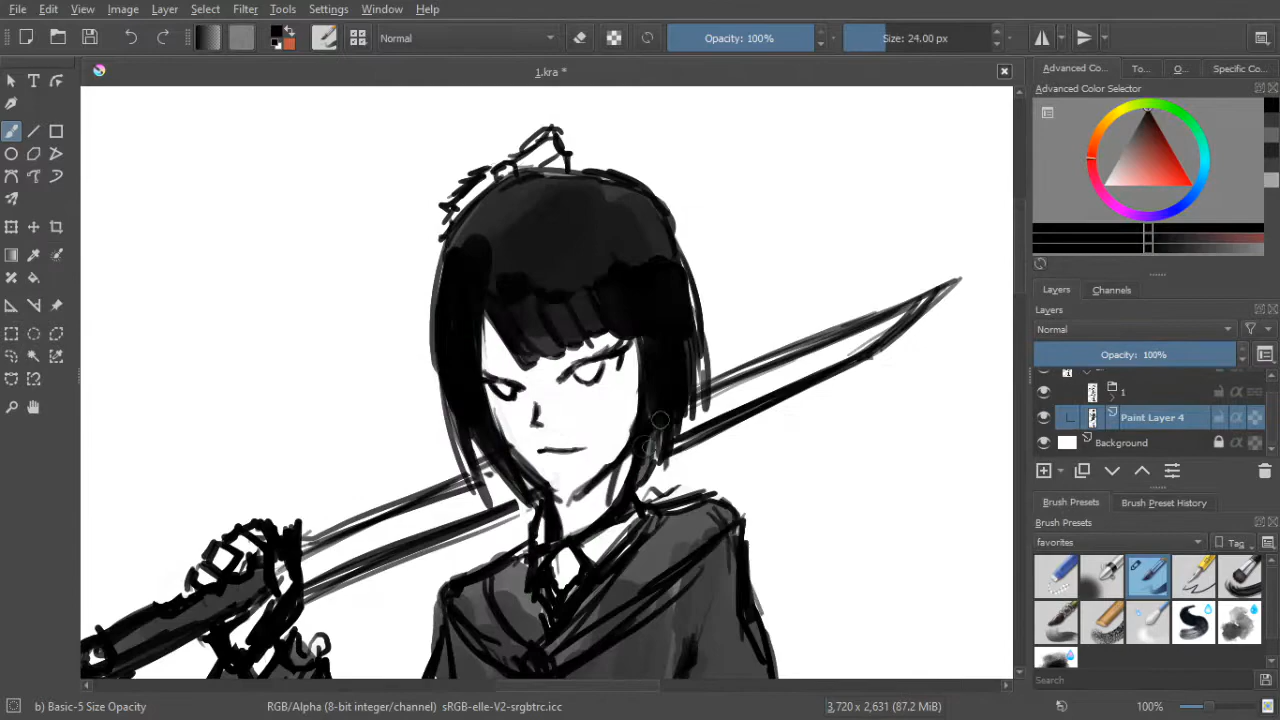 File Edit View Image Layer Select Filter Tools Settings Window Help
Normal Opacity: 100% Size: 24.00 px
1.kra *
Advanced Co... To... O... Specific Co...
Advanced Color Selector
Layers Channels
Layers
Normal
Opacity: 100%
1
Paint Layer 4
Background
Brush Presets Brush Preset History
Brush Presets
favorites Tag
Search
b) Basic-5 Size Opacity RGB/Alpha (8-bit integer/channel) sRGB-elle-V2-srgbtrc.icc 3,720 x 2,631 (87.2 MiB) 100%